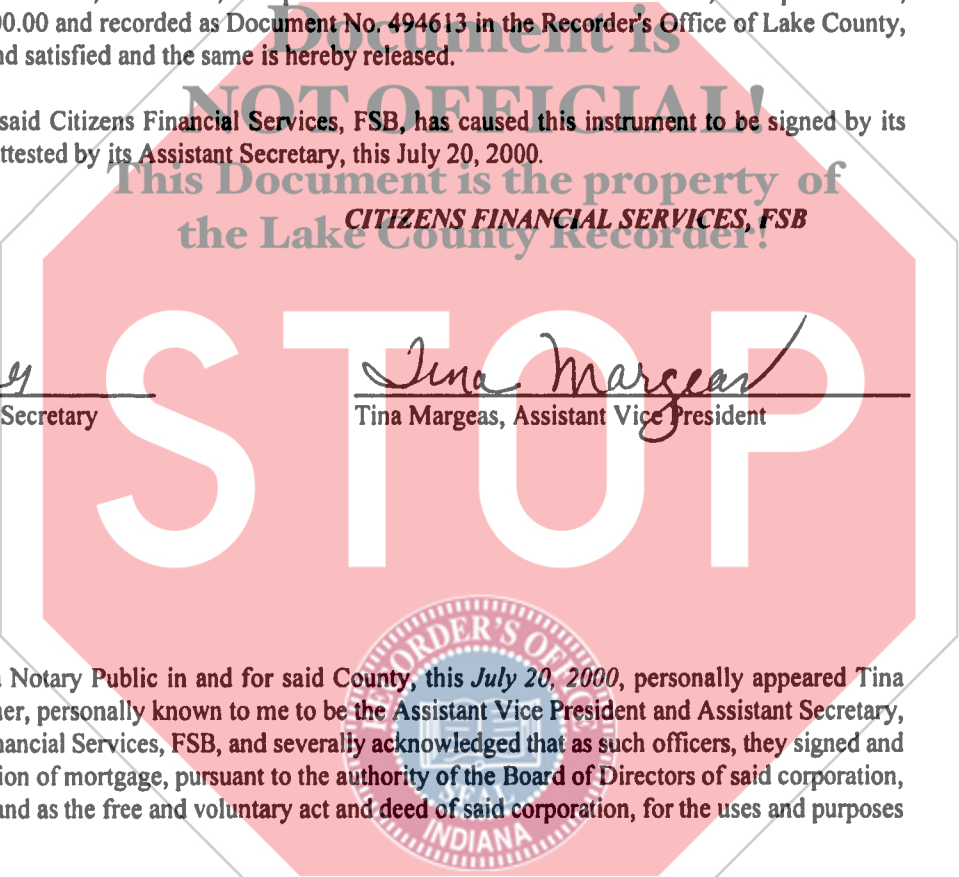 00.00 and recorded as Document No. 494613 in the Recorder's Office of Lake County,
nd satisfied and the same is hereby released.
Document is
NOT OFFICIAL!
said Citizens Financial Services, FSB, has caused this instrument to be signed by its
ttested by its Assistant Secretary, this July 20, 2000.
This Document is the property of
the Lake County Recorder!
CITIZENS FINANCIAL SERVICES, FSB
STOP
Tina Margeas
Secretary
Tina Margeas, Assistant Vice President
RECORDER'S OFFICE
Notary Public in and for said County, this July 20, 2000, personally appeared Tina
ner, personally known to me to be the Assistant Vice President and Assistant Secretary,
nancial Services, FSB, and severally acknowledged that as such officers, they signed and
ion of mortgage, pursuant to the authority of the Board of Directors of said corporation,
and as the free and voluntary act and deed of said corporation, for the uses and purposes
SEAL
INDIANA